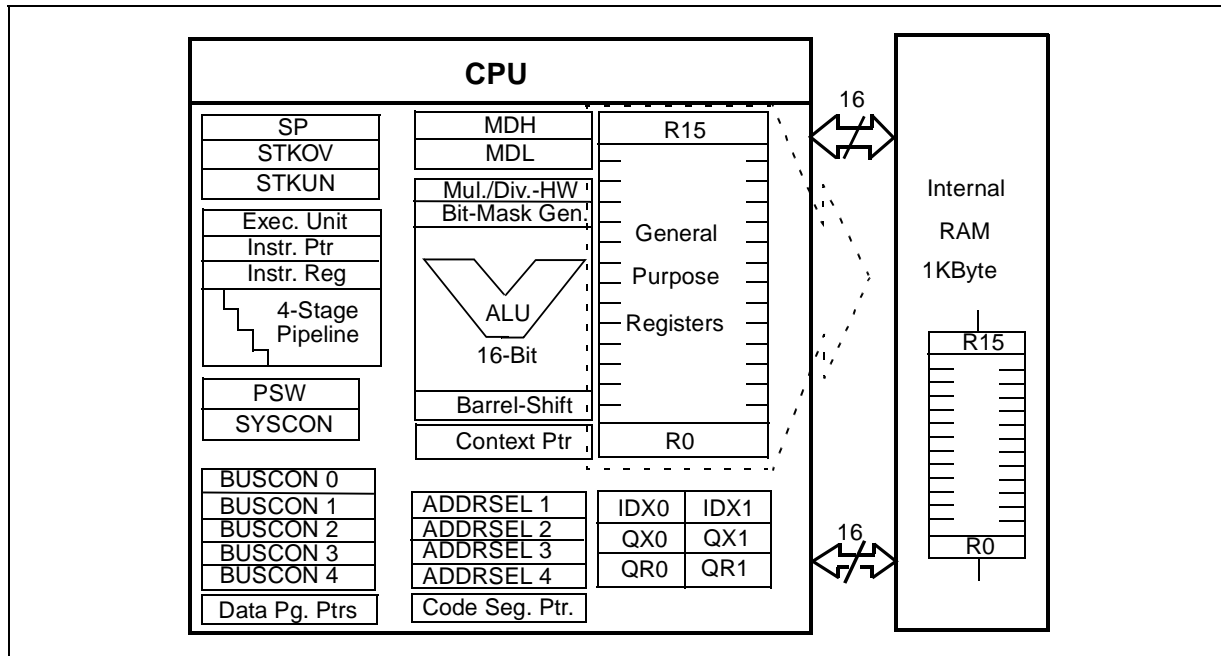 CPU
SP
STKOV
STKUN
Exec. Unit
Instr. Ptr
Instr. Reg
4-Stage
Pipeline
PSW
SYSCON
BUSCON 0
BUSCON 1
BUSCON 2
BUSCON 3
BUSCON 4
Data Pg. Ptrs
MDH
MDL
Mul./Div.-HW
Bit-Mask Gen.
ALU
16-Bit
Barrel-Shift
Context Ptr
ADDRSEL 1
ADDRSEL 2
ADDRSEL 3
ADDRSEL 4
Code Seg. Ptr.
R15
General
Purpose
Registers
R0
IDX0 IDX1
QX0 QX1
QR0 QR1
16
16
Internal
RAM
1KByte
R15
R0